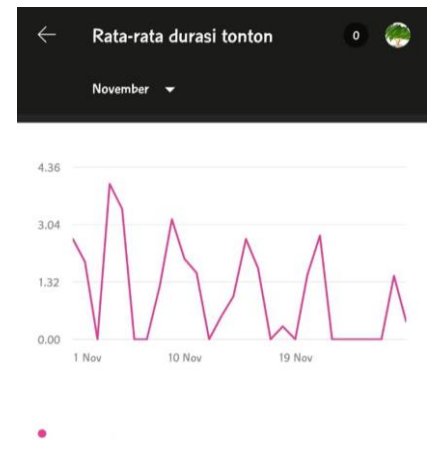 Rata-rata durasi tonton 0
November
4.36
3.04
1.32
0.00
1 Nov 10 Nov 19 Nov